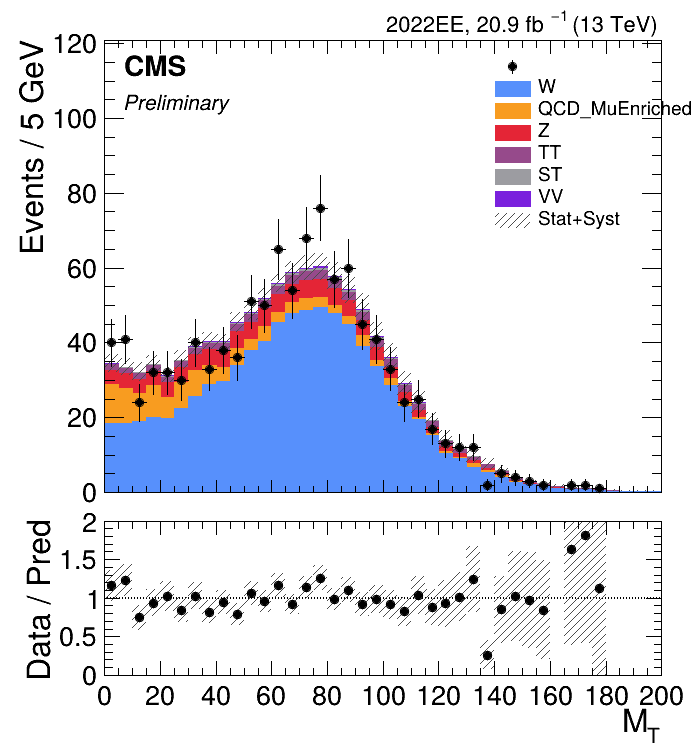 2022EE, 20.9 fb −1 (13 TeV)
CMS
Preliminary
W
QCD_MuEnriched
Z
TT
ST
VV
Stat+Syst
Events / 5 GeV
120
100
80
60
40
20
0
Data / Pred
2
1.5
1
0.5
0
0 20 40 60 80 100 120 140 160 180 200
M_T